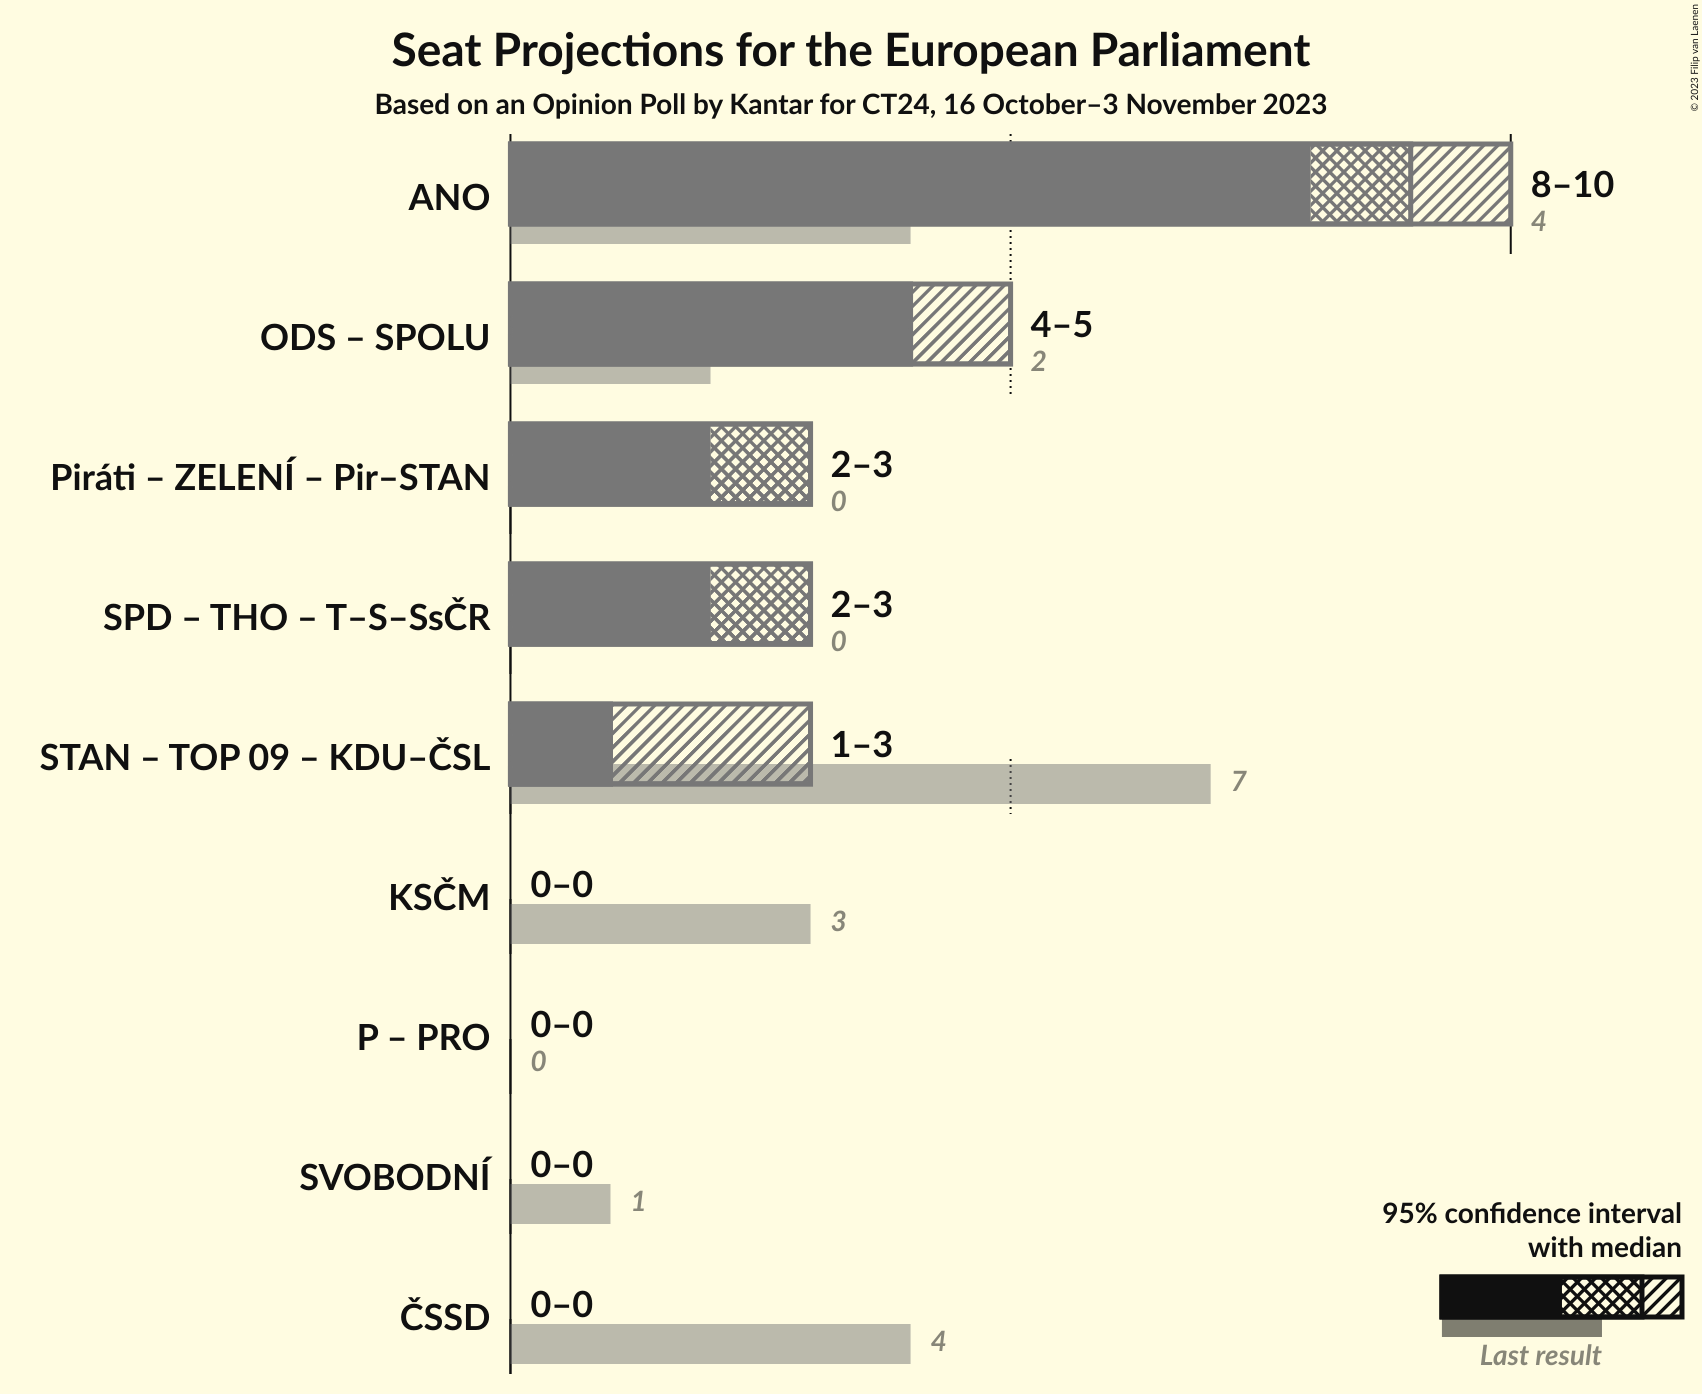 Seat Projections for the European Parliament
Based on an Opinion Poll by Kantar for CT24, 16 October–3 November 2023
© 2023 Filip van Laenen
ANO
8–10
4
ODS – SPOLU
4–5
2
Piráti – ZELENÍ – Pir–STAN
2–3
0
SPD – THO – T–S–SsČR
2–3
0
STAN – TOP 09 – KDU–ČSL
1–3
7
KSČM
0–0
3
P – PRO
0–0
0
SVOBODNÍ
0–0
1
ČSSD
0–0
4
95% confidence interval
with median
Last result